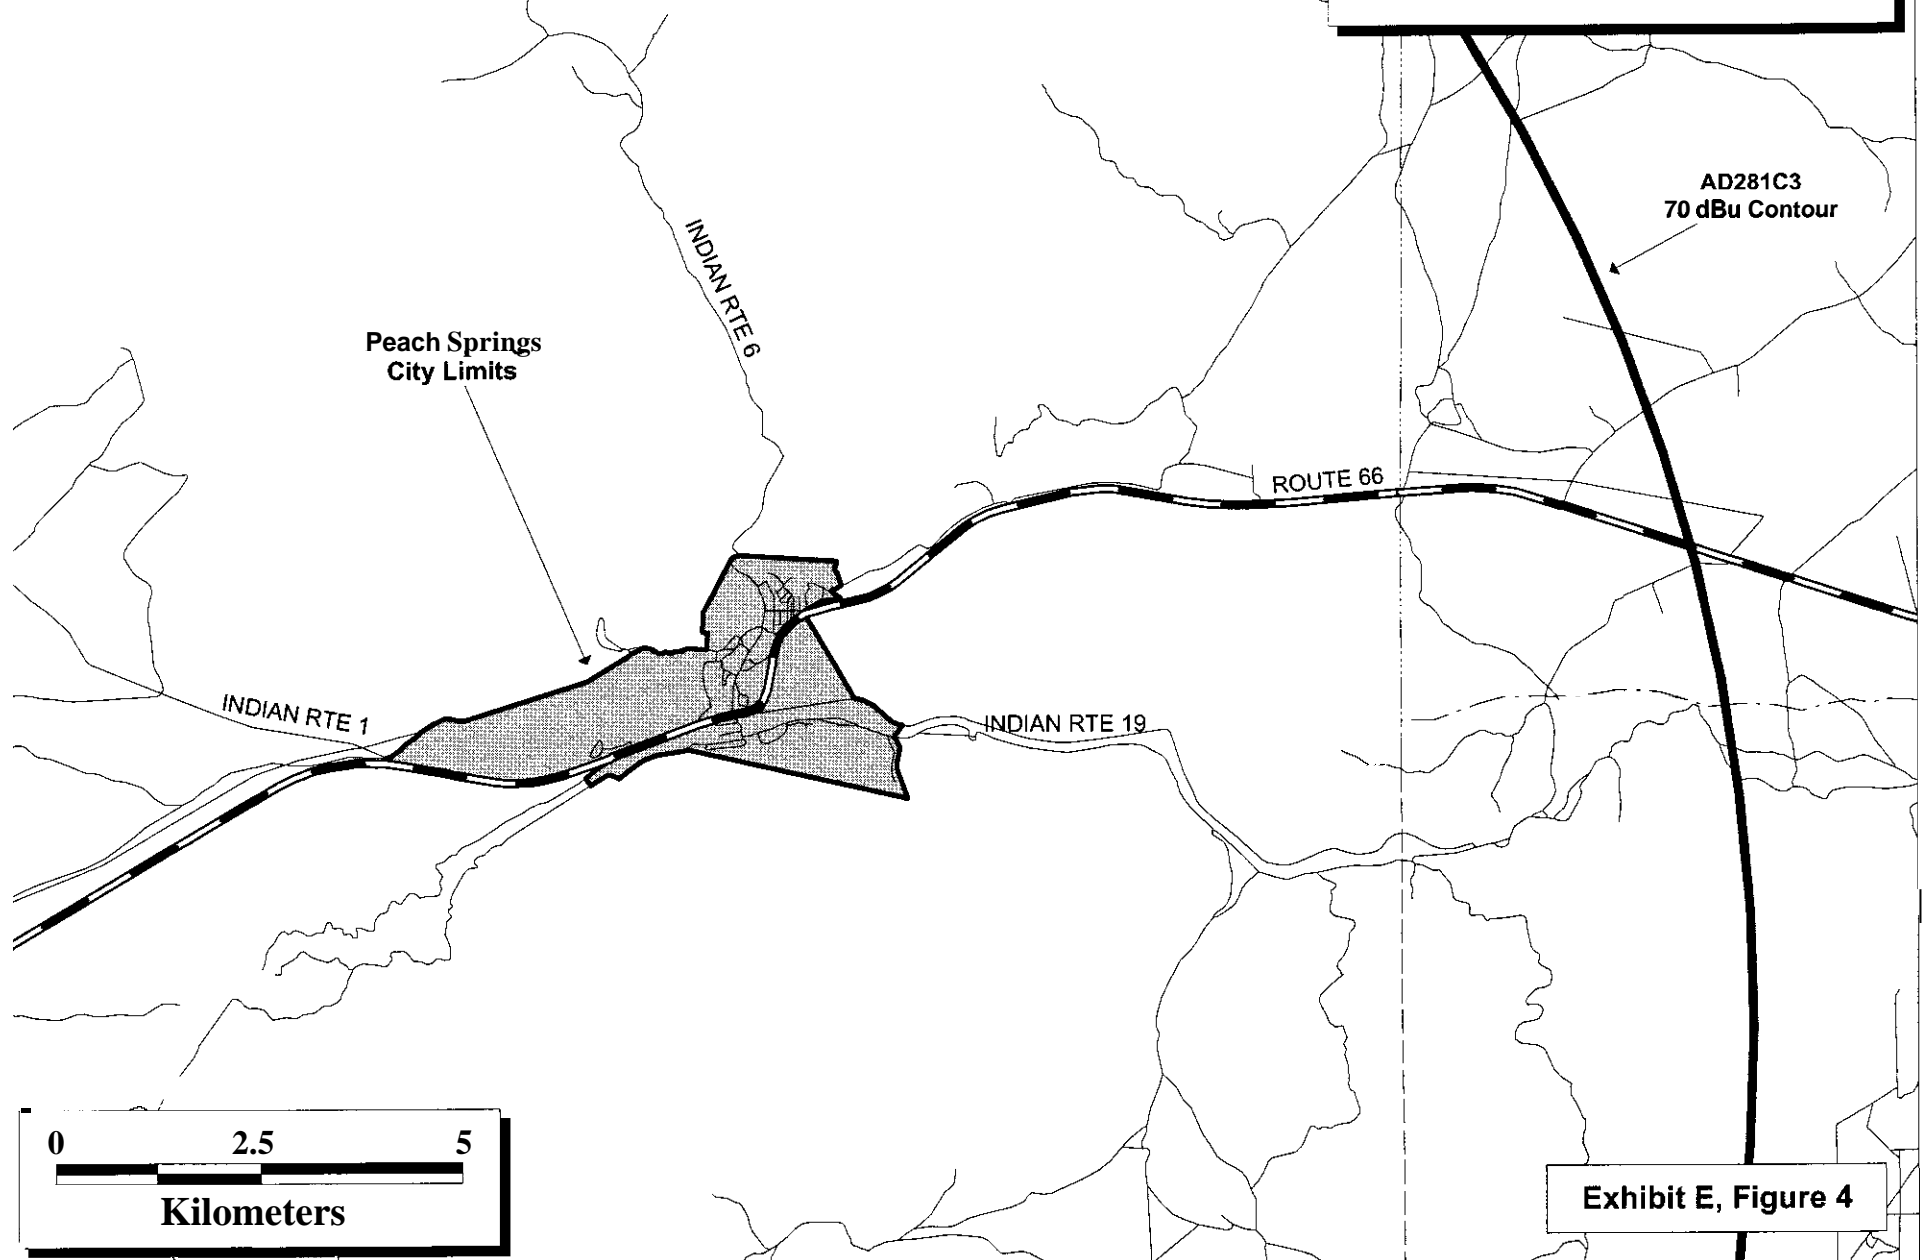 AD281C3
70 dBu Contour
INDIAN RTE 6
Peach Springs
City Limits
ROUTE 66
INDIAN RTE 1
INDIAN RTE 19
0 2.5 5
Kilometers
Exhibit E, Figure 4